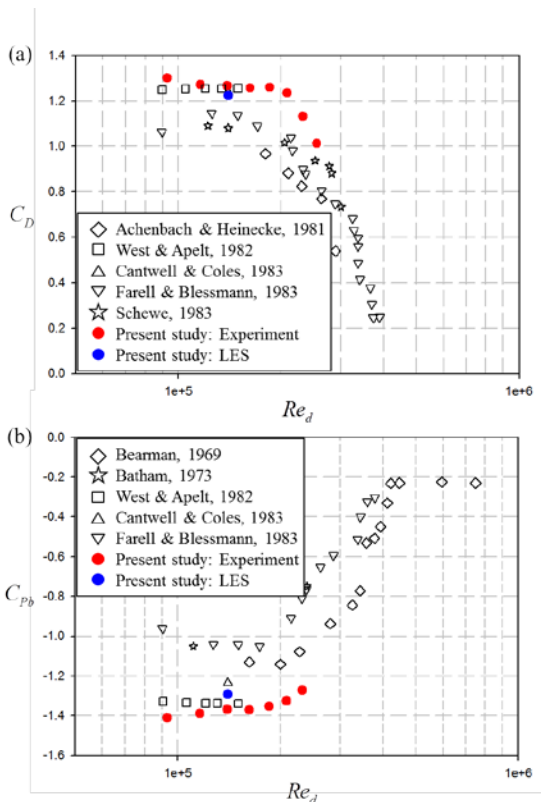 (a)
1.4
1.2
1.0
0.8
0.6
0.4
0.2
0.0
C_D
Achenbach & Heinecke, 1981
West & Apelt, 1982
Cantwell & Coles, 1983
Farell & Blessmann, 1983
Schewe, 1983
Present study: Experiment
Present study: LES
1e+5
1e+6
Re_d
(b)
0.0
-0.2
-0.4
-0.6
-0.8
-1.0
-1.2
-1.4
-1.6
C_Pb
Bearman, 1969
Batham, 1973
West & Apelt, 1982
Cantwell & Coles, 1983
Farell & Blessmann, 1983
Present study: Experiment
Present study: LES
1e+5
1e+6
Re_d